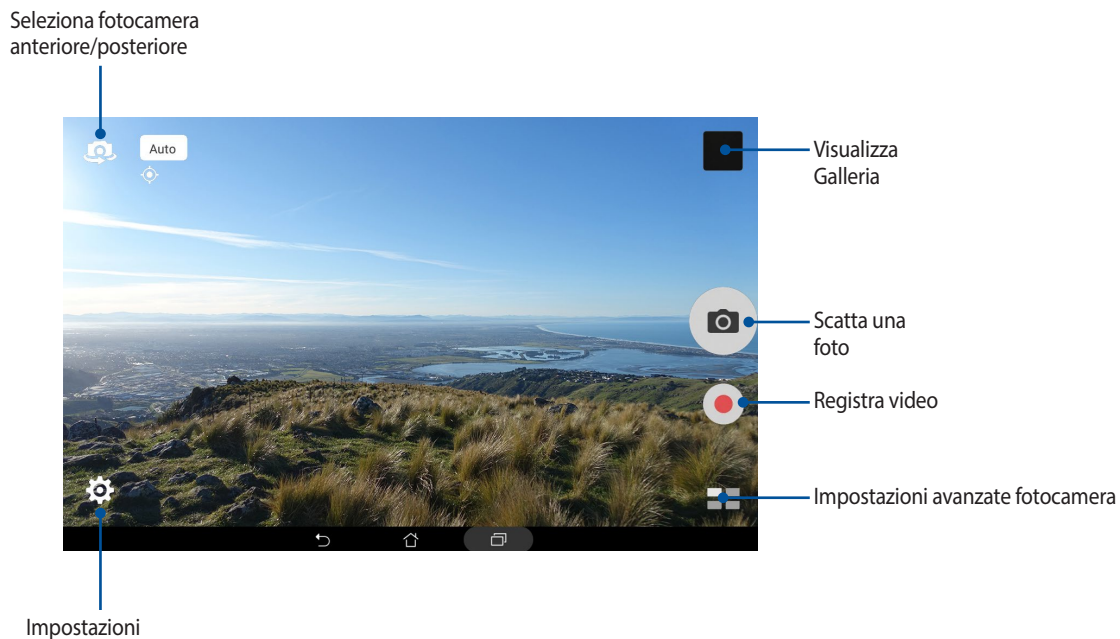 Seleziona fotocamera
anteriore/posteriore
Auto
Visualizza
Galleria
Scatta una
foto
Registra video
Impostazioni avanzate fotocamera
Impostazioni